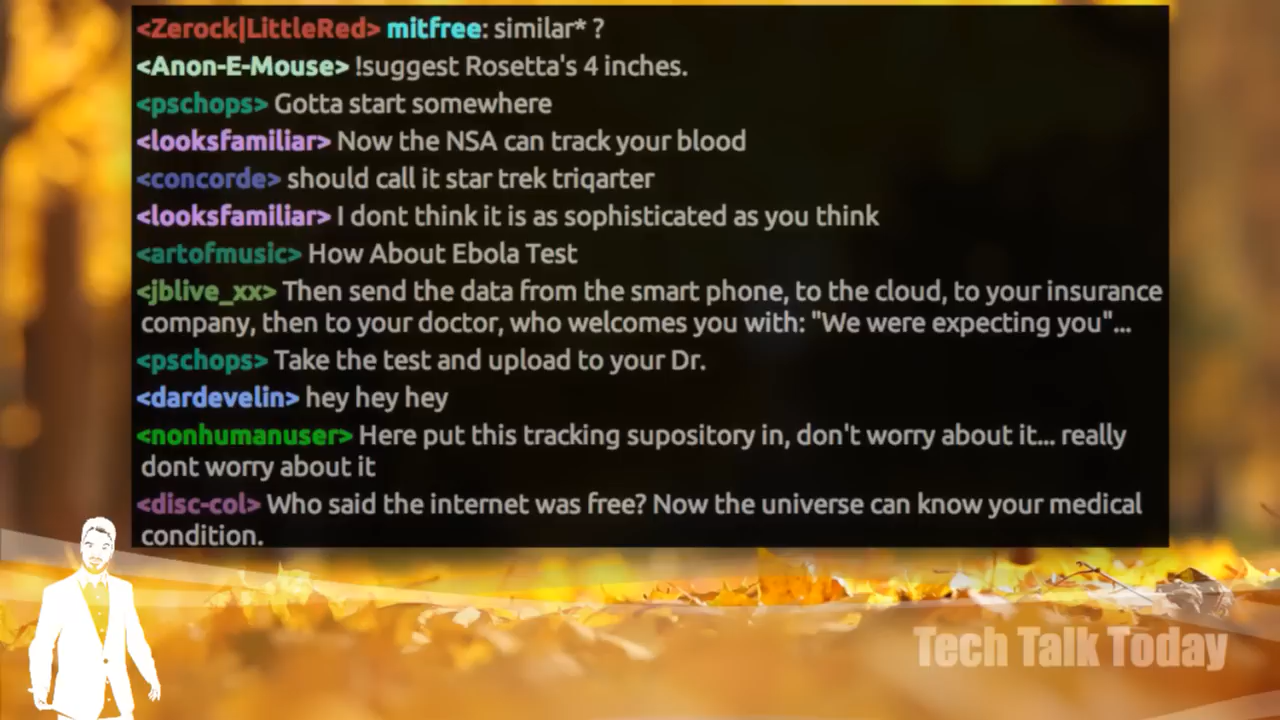 <Zerock|LittleRed> mitfree: similar* ?
<Anon-E-Mouse> !suggest Rosetta's 4 inches.
<pschops> Gotta start somewhere
<looksfamiliar> Now the NSA can track your blood
<concorde> should call it star trek triqarter
<looksfamiliar> I dont think it is as sophisticated as you think
<artofmusic> How About Ebola Test
<jblive_xx> Then send the data from the smart phone, to the cloud, to your insurance
company, then to your doctor, who welcomes you with: "We were expecting you"...
<pschops> Take the test and upload to your Dr.
<dardevelin> hey hey hey
<nonhumanuser> Here put this tracking supository in, don't worry about it... really
dont worry about it
<disc-col> Who said the internet was free? Now the universe can know your medical
condition.
Tech Talk Today